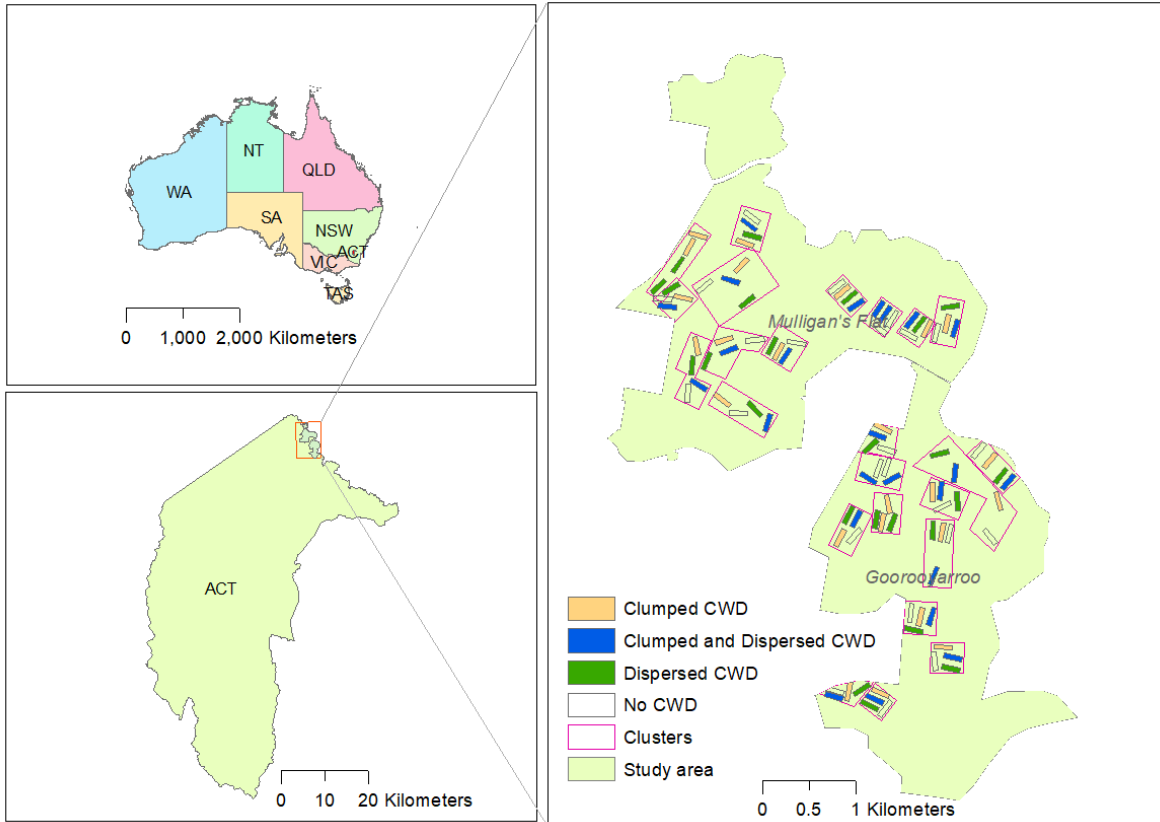 WA
NT
QLD
SA
NSW
ACT
VIC
TAS
0 1,000 2,000 Kilometers
ACT
0 10 20 Kilometers
Mulligan's Flat
Goorooyarroo
Clumped CWD
Clumped and Dispersed CWD
Dispersed CWD
No CWD
Clusters
Study area
0 0.5 1 Kilometers